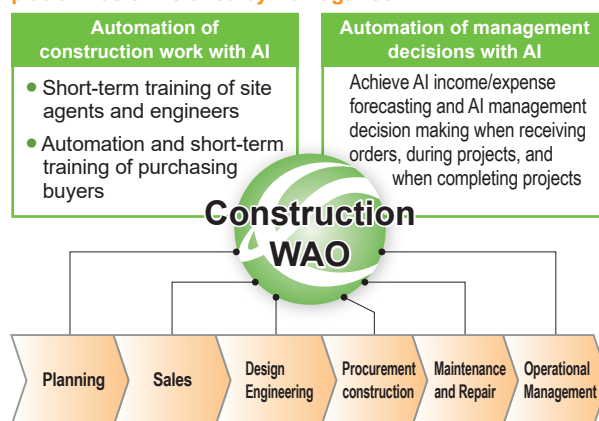 Automation of
construction work with AI
• Short-term training of site
agents and engineers
• Automation and short-term
training of purchasing
buyers
Automation of management
decisions with AI
Achieve AI income/expense
forecasting and AI management
decision making when receiving
orders, during projects, and
when completing projects
Construction
WAO
Planning
Sales
Design
Engineering
Procurement
construction
Maintenance
and Repair
Operational
Management